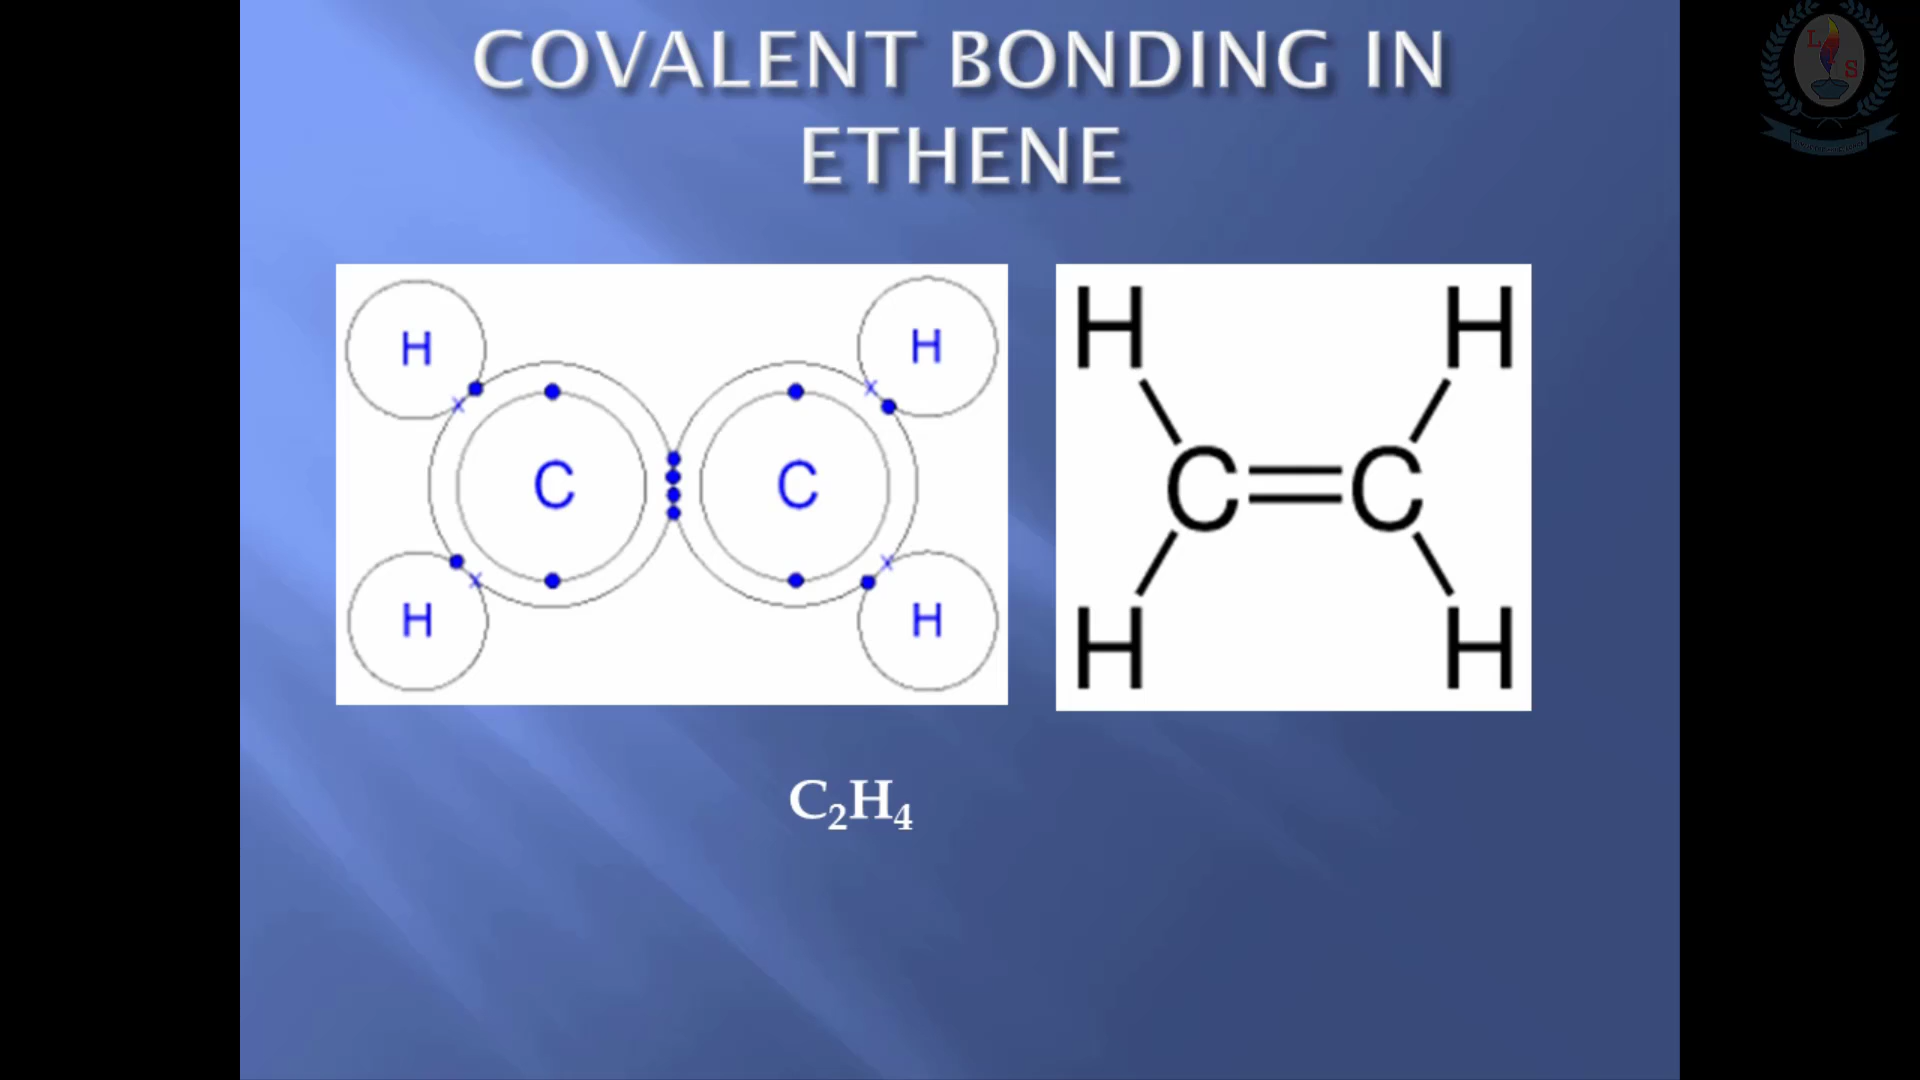 COVALENT BONDING IN
ETHENE
L
S
H H
C C
H H
H H
C C
H H
C₂H₄